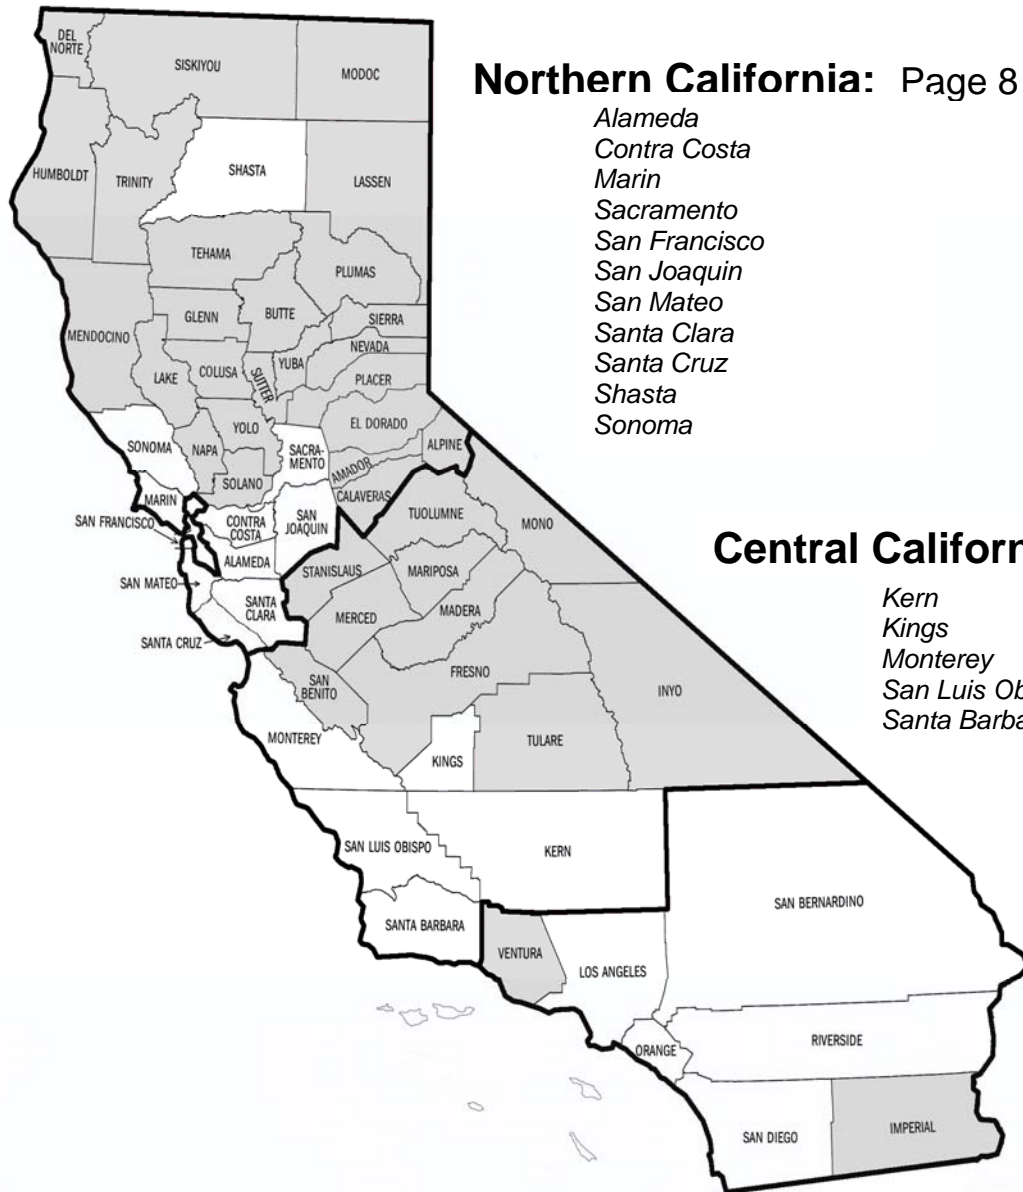 DEL
NORTE
SISKIYOU
MODOC
Northern California: Page 8
Alameda
Contra Costa
Marin
Sacramento
San Francisco
San Joaquin
San Mateo
Santa Clara
Santa Cruz
Shasta
Sonoma
HUMBOLDT
TRINITY
SHASTA
LASSEN
TEHAMA
PLUMAS
MENDOCINO
GLENN
BUTTE
SIERRA
NEVADA
LAKE
COLUSA
SUTTER
YUBA
PLACER
SONOMA
NAPA
YOLO
EL DORADO
SACRA-
MENTO
ALPINE
AMADOR
SOLANO
CALAVERAS
MARIN
SAN FRANCISCO
CONTRA
COSTA
SAN
JOAQUIN
TUOLUMNE
MONO
ALAMEDA
STANISLAUS
MARIPOSA
SAN MATEO
SANTA
CLARA
MERCED
MADERA
SANTA CRUZ
Central Californ
Kern
Kings
Monterey
San Luis Ob
Santa Barba
SAN
BENITO
FRESNO
INYO
MONTEREY
KINGS
TULARE
SAN LUIS OBISPO
KERN
SAN BERNARDINO
SANTA BARBARA
VENTURA
LOS ANGELES
ORANGE
RIVERSIDE
SAN DIEGO
IMPERIAL